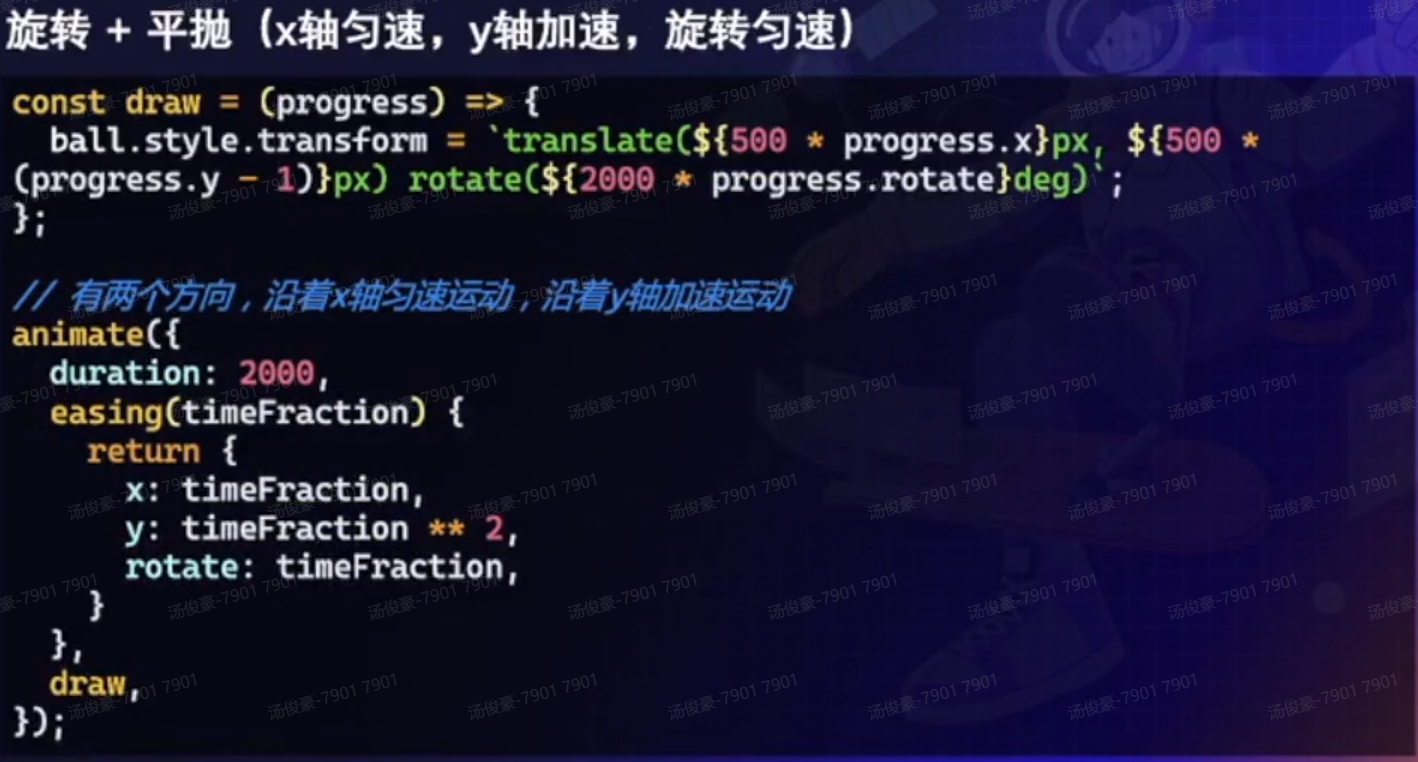 旋转 + 平抛（x轴匀速，y轴加速，旋转匀速）
const draw = (progress) => {
  ball.style.transform = `translate(${500 * progress.x}px, ${500 *
(progress.y - 1)}px) rotate(${2000 * progress.rotate}deg)`;
};
// 有两个方向，沿着x轴匀速运动，沿着y轴加速运动
animate({
  duration: 2000,
  easing(timeFraction) {
    return {
      x: timeFraction,
      y: timeFraction ** 2,
      rotate: timeFraction,
    }
  },
  draw,
});
汤俊豪-7901 7901